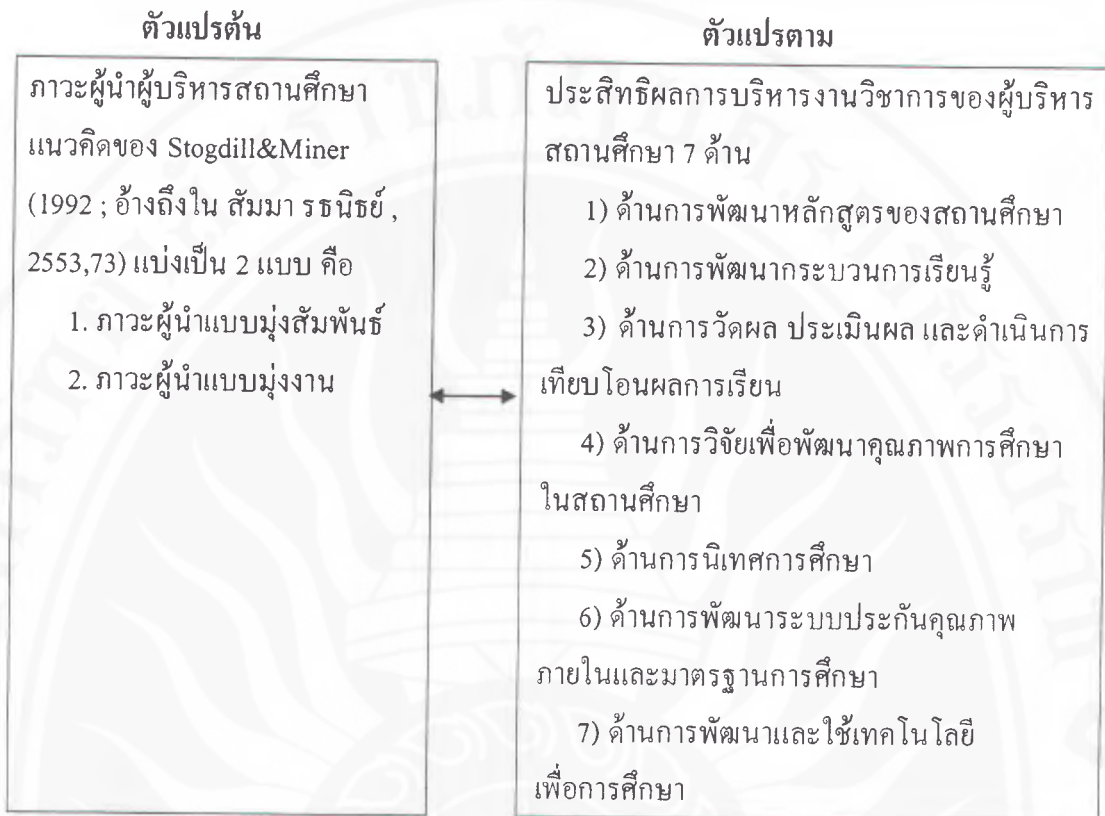 ตัวแปรต้น
ภาวะผู้นำผู้บริหารสถานศึกษา
แนวคิดของ Stogdill&Miner
(1992 ; อ้างถึงใน สัมมา รธนิธย์ ,
2553,73) แบ่งเป็น 2 แบบ คือ
1. ภาวะผู้นำแบบมุ่งสัมพันธ์
2. ภาวะผู้นำแบบมุ่งงาน
ตัวแปรตาม
ประสิทธิผลการบริหารงานวิชาการของผู้บริหาร
สถานศึกษา 7 ด้าน
1) ด้านการพัฒนาหลักสูตรของสถานศึกษา
2) ด้านการพัฒนากระบวนการเรียนรู้
3) ด้านการวัดผล ประเมินผล และดำเนินการ
เทียบโอนผลการเรียน
4) ด้านการวิจัยเพื่อพัฒนาคุณภาพการศึกษา
ในสถานศึกษา
5) ด้านการนิเทศการศึกษา
6) ด้านการพัฒนาระบบประกันคุณภาพ
ภายในและมาตรฐานการศึกษา
7) ด้านการพัฒนาและใช้เทคโนโลยี
เพื่อการศึกษา